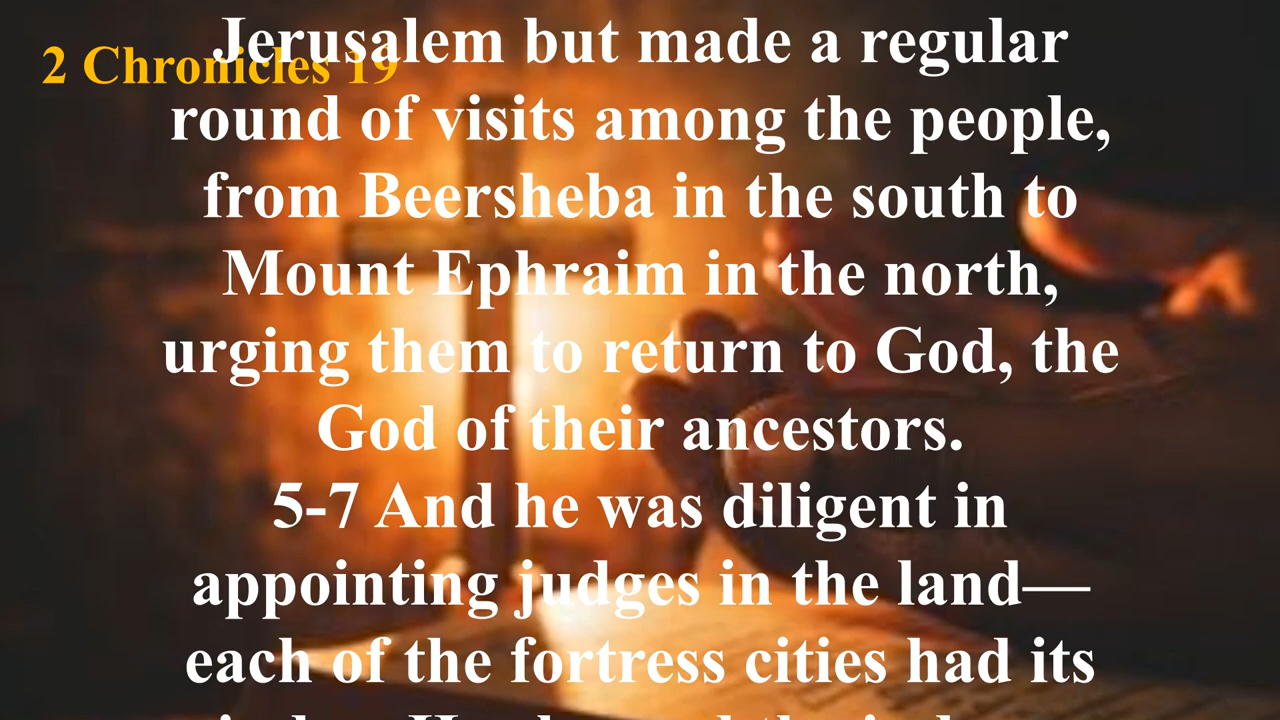 2 Chronicles 19
Jerusalem but made a regular
round of visits among the people,
from Beersheba in the south to
Mount Ephraim in the north,
urging them to return to God, the
God of their ancestors.
5-7 And he was diligent in
appointing judges in the land—
each of the fortress cities had its